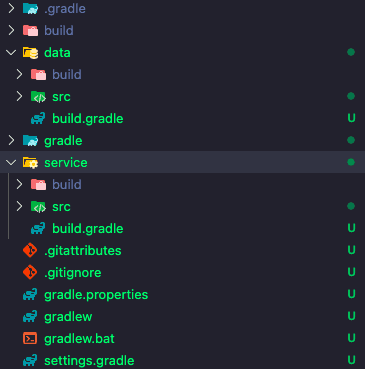 .gradle
build
data
build
src
build.gradle U
gradle
service
build
src
build.gradle U
.gitattributes U
.gitignore U
gradle.properties U
gradlew U
gradlew.bat U
settings.gradle U